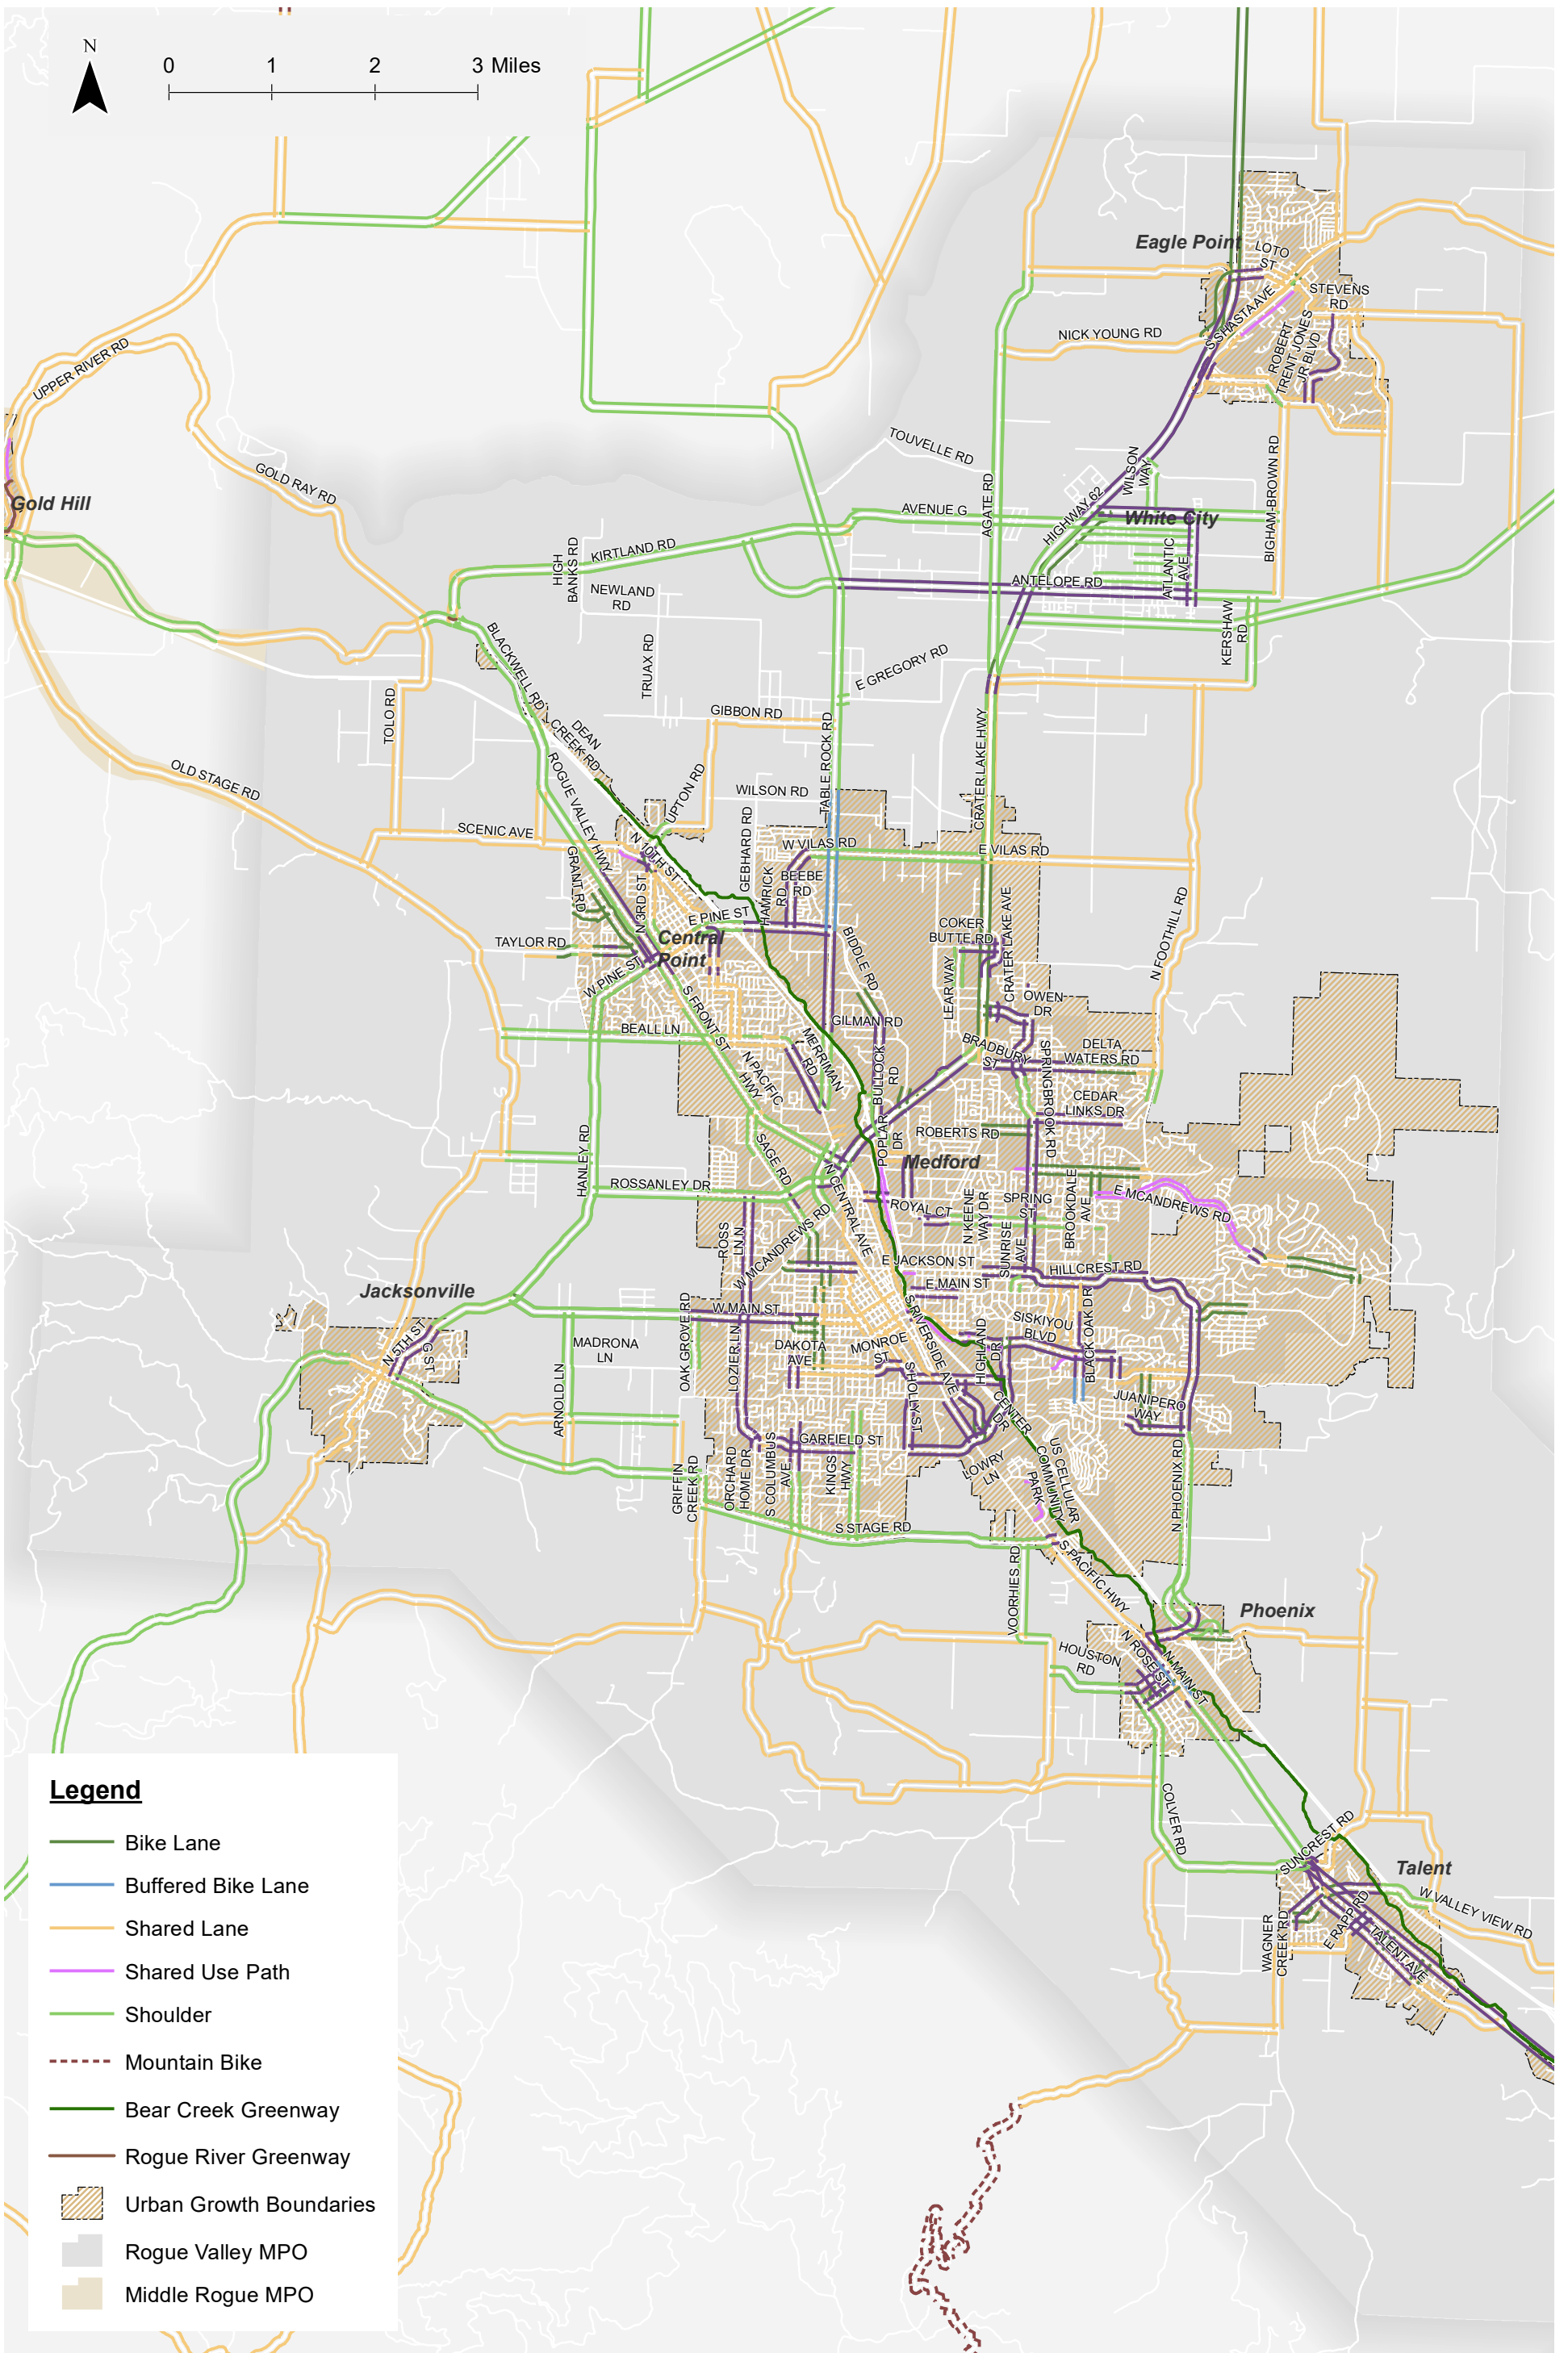 N
0 1 2 3 Miles
Eagle Point
LOTO
ST
STEVENS
RD
S SHASTA AVE
ROBERT
TRENT JONES
JR BLVD
NICK YOUNG RD
UPPER RIVER RD
TOUVELLE RD
WILSON
WAY
BIGHAM-BROWN RD
GOLD RAY RD
Gold Hill
AVENUE G
AGATE RD
HIGHWAY 62
White City
HIGH
BANKS RD
KIRTLAND RD
NEWLAND
RD
ANTELOPE RD
ATLANTIC
AVE
KERSHAW
RD
BLACKWELL RD
TRUAX RD
E GREGORY RD
TOLO RD
GIBBON RD
DEAN
CREEK RD
TABLE ROCK RD
CRATER LAKE HWY
OLD STAGE RD
ROGUE VALLEY HWY
UPTON RD
WILSON RD
SCENIC AVE
N 10TH ST
GEBHARD RD
W VILAS RD
E VILAS RD
GRANT RD
N 3RD ST
HAMRICK
RD
BEEBE
RD
E PINE ST
COKER
BUTTE RD
CRATER LAKE AVE
N FOOTHILL RD
TAYLOR RD
Central
Point
BIDDLE RD
LEAR WAY
W PINE ST
S FRONT ST
OWEN
DR
BEALL LN
GILMAN RD
MERRIMAN
RD
BRADBURY
ST
DELTA
WATERS RD
N PACIFIC
HWY
BULLOCK
RD
SPRINGBROOK RD
CEDAR
LINKS DR
HANLEY RD
SAGE RD
POPLAR
DR
ROBERTS RD
Medford
ROSSANLEY DR
N CENTRAL AVE
ROYAL CT
N KEENE
WAY DR
SPRING
ST
BROOKDALE
AVE
E MCANDREWS RD
ROSS
LN N
W MCANDREWS RD
SUNRISE
AVE
E JACKSON ST
HILLCREST RD
E MAIN ST
Jacksonville
N 5TH ST
G ST
OAK GROVE RD
W MAIN ST
S RIVERSIDE AVE
SISKIYOU
BLVD
BLACK OAK DR
MADRONA
LN
LOZIER LN
DAKOTA
AVE
MONROE
ST
HIGHLAND
DR
ARNOLD LN
S HOLLY ST
CENTER
DR
JUANIPERO
WAY
GARFIELD ST
GRIFFIN
CREEK RD
ORCHARD
HOME DR
S COLUMBUS
AVE
KINGS
HWY
LOWRY
LN
US CELLULAR
COMMUNITY
PARK
N PHOENIX RD
S STAGE RD
VOORHIES RD
S PACIFIC HWY
Phoenix
HOUSTON
RD
N ROSE ST
N MAIN ST
COLVER RD
SUNCREST RD
Talent
WAGNER
CREEK RD
E RAPP RD
TALENT AVE
W VALLEY VIEW RD
Legend
Bike Lane
Buffered Bike Lane
Shared Lane
Shared Use Path
Shoulder
Mountain Bike
Bear Creek Greenway
Rogue River Greenway
Urban Growth Boundaries
Rogue Valley MPO
Middle Rogue MPO